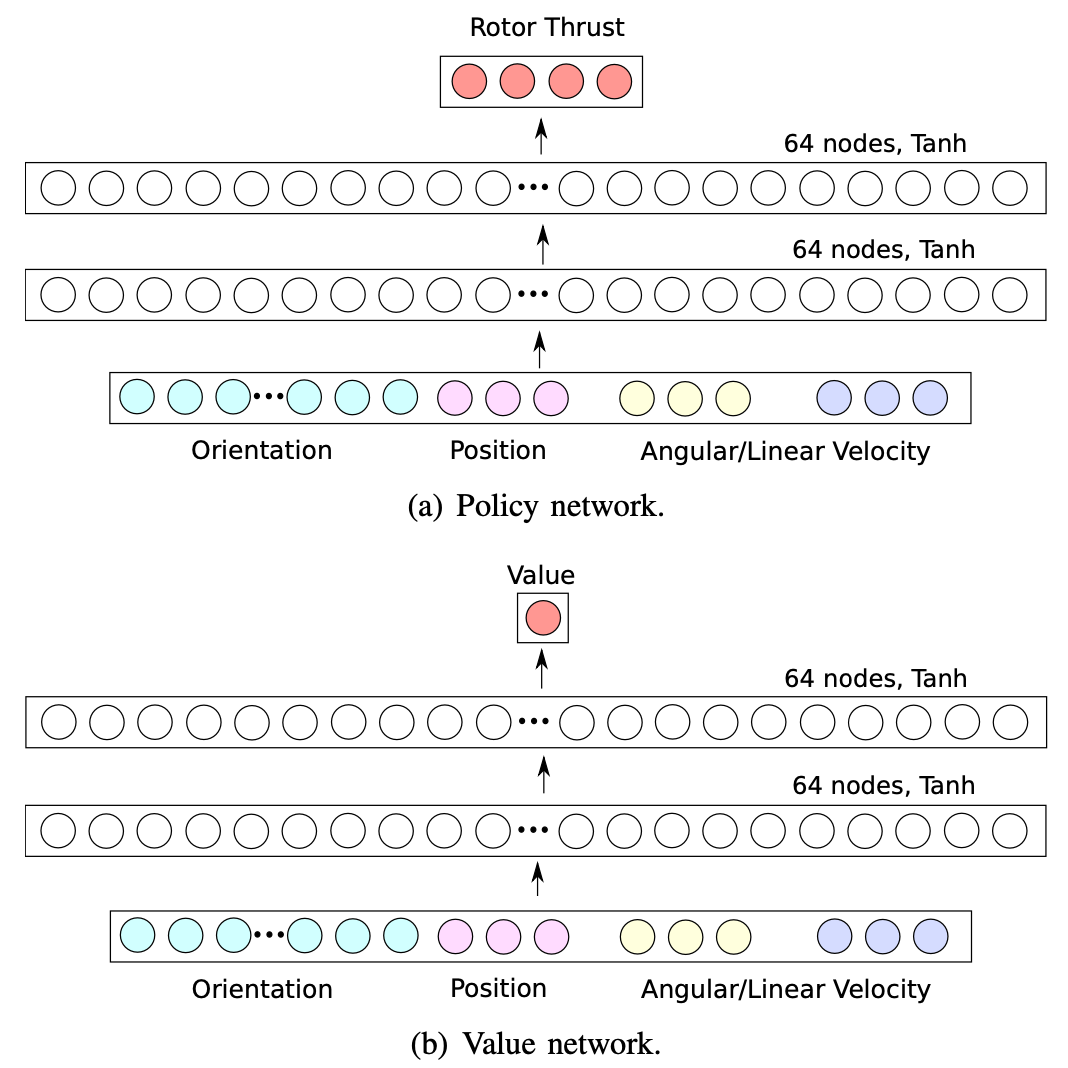 Rotor Thrust
64 nodes, Tanh
64 nodes, Tanh
Orientation Position Angular/Linear Velocity
(a) Policy network.
Value
64 nodes, Tanh
64 nodes, Tanh
Orientation Position Angular/Linear Velocity
(b) Value network.